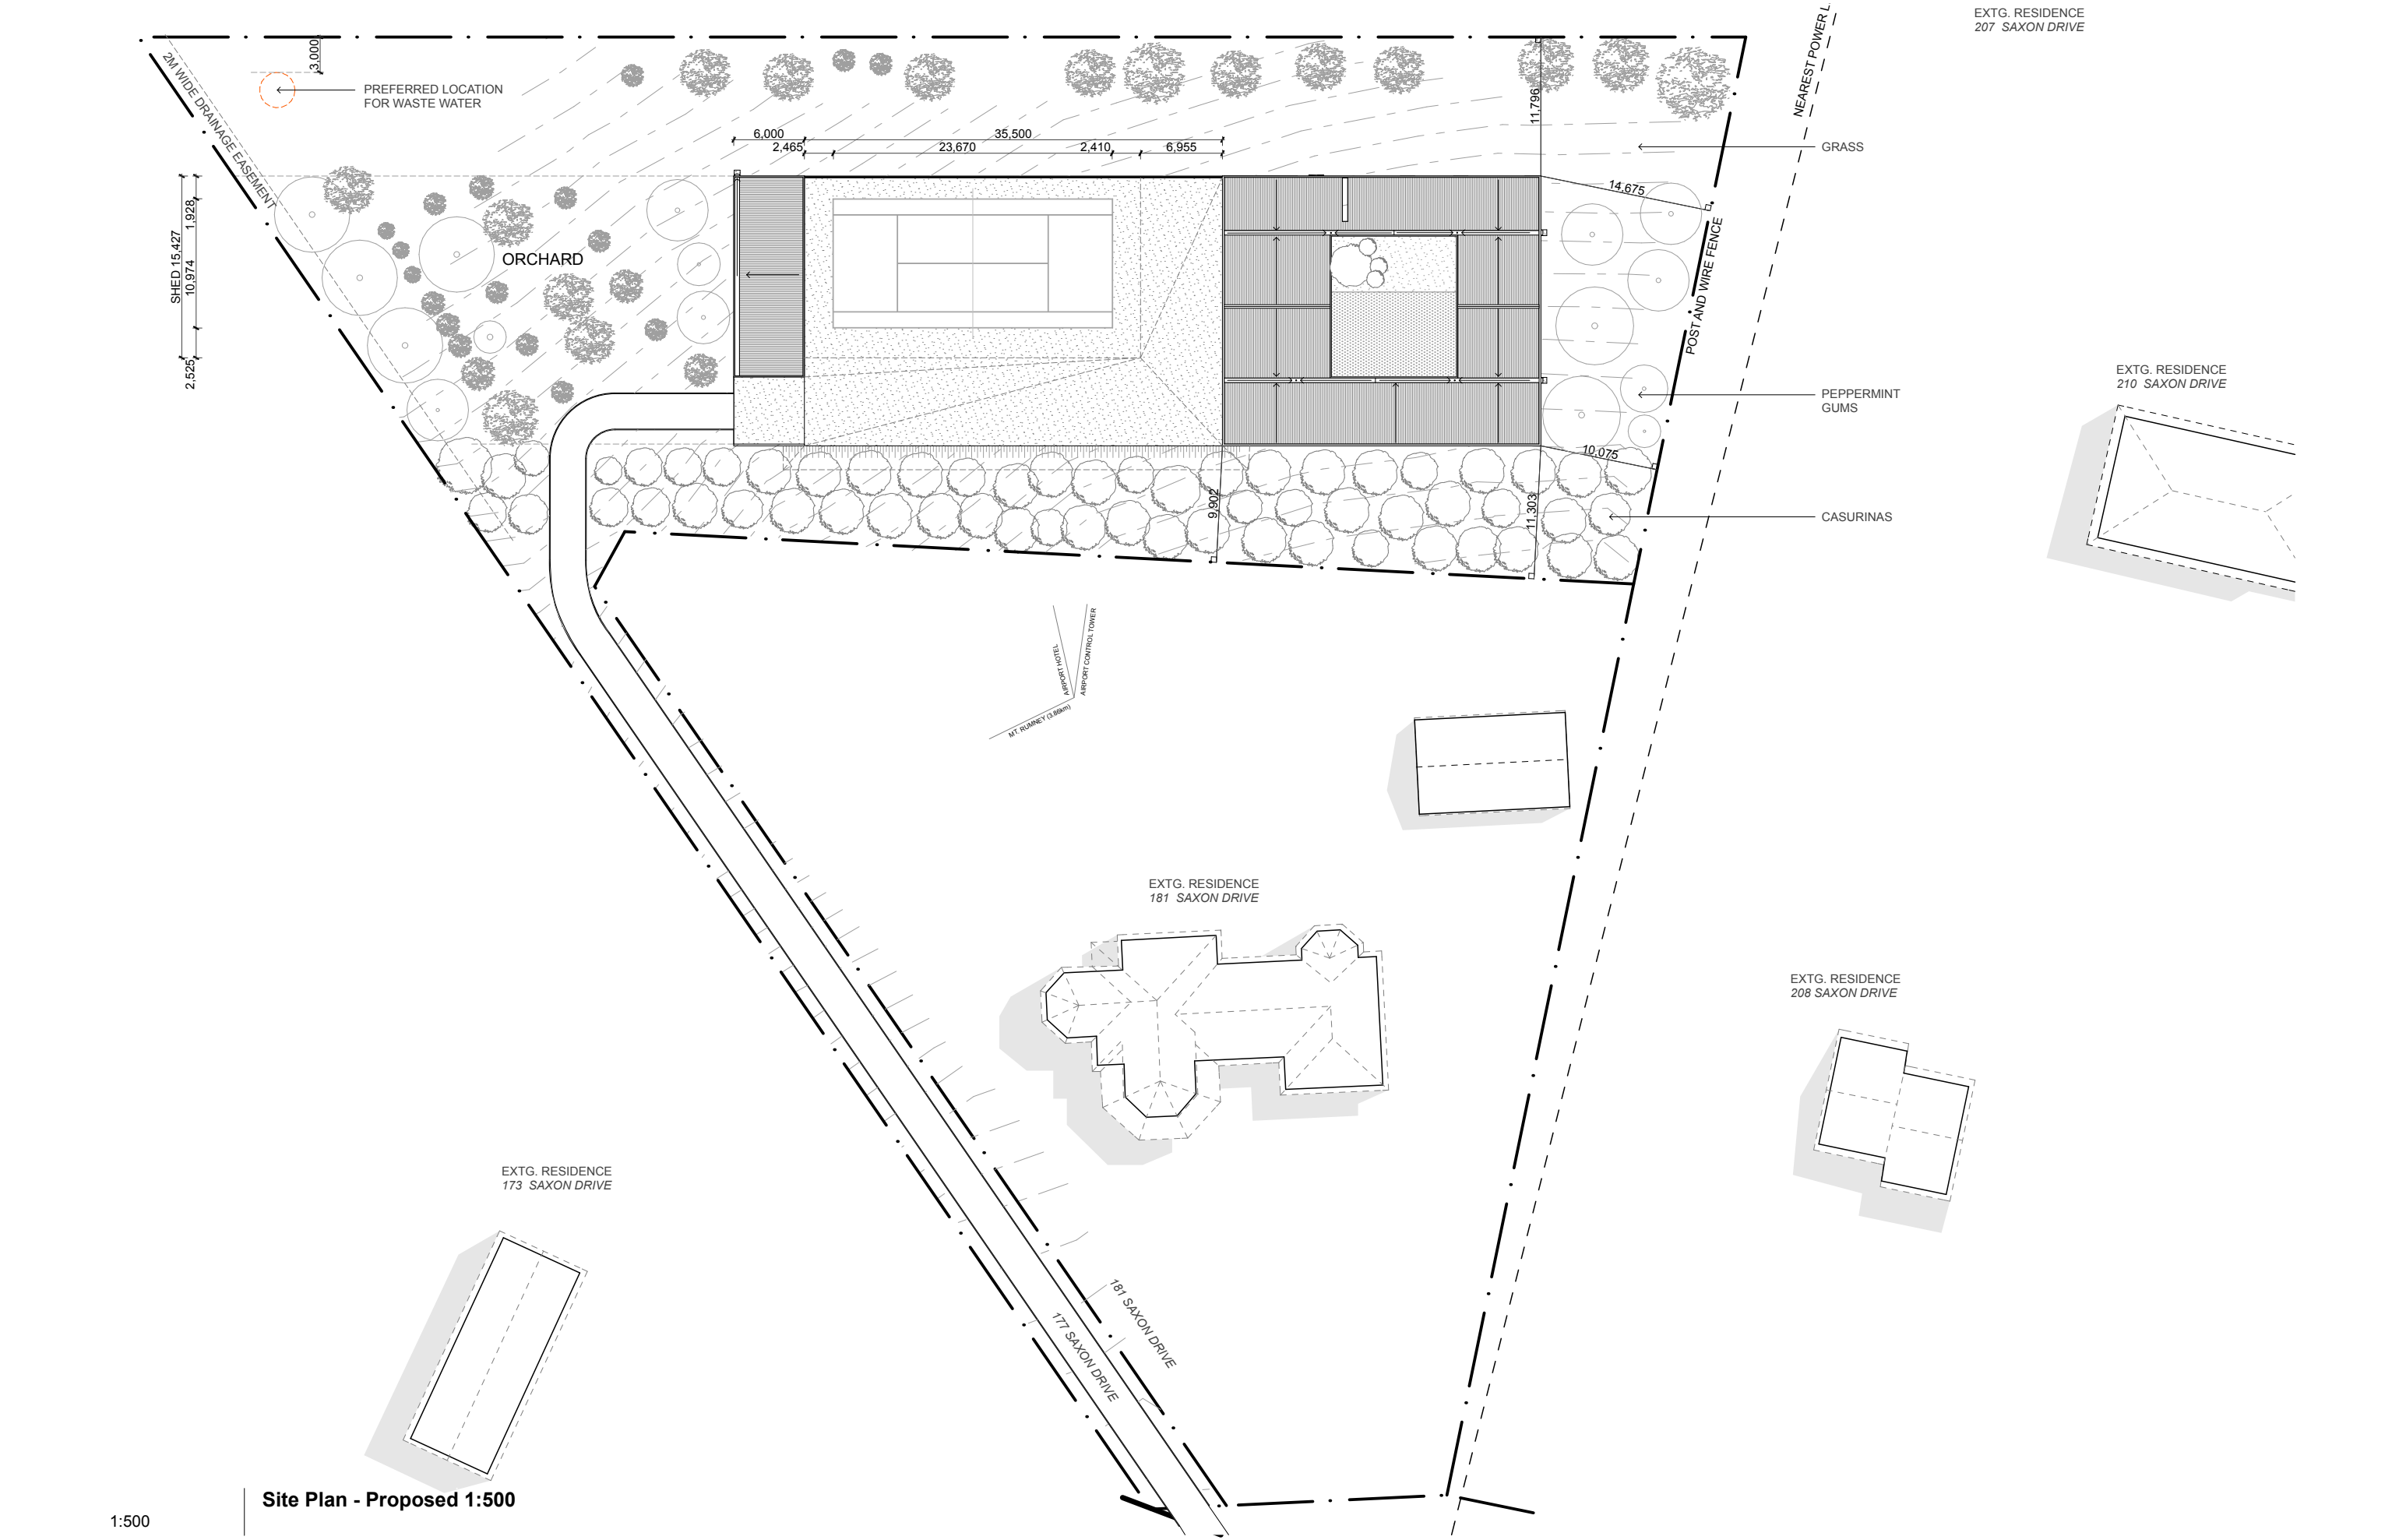 EXTG. RESIDENCE
207 SAXON DRIVE
NEAREST POWER L
3,000
2M WIDE DRAINAGE EASEMENT
PREFERRED LOCATION
FOR WASTE WATER
11,796
6,000
35,500
2,465
23,670
2,410
6,955
GRASS
14,675
SHED 15,427
1,928
10,974
2,525
ORCHARD
POST AND WIRE FENCE
EXTG. RESIDENCE
210 SAXON DRIVE
PEPPERMINT
GUMS
10,075
9,902
11,303
CASURINAS
AIRPORT HOTEL
AIRPORT CONTROL TOWER
MT. RUMNEY (3.86km)
EXTG. RESIDENCE
181 SAXON DRIVE
EXTG. RESIDENCE
208 SAXON DRIVE
EXTG. RESIDENCE
173 SAXON DRIVE
181 SAXON DRIVE
177 SAXON DRIVE
Site Plan - Proposed 1:500
1:500